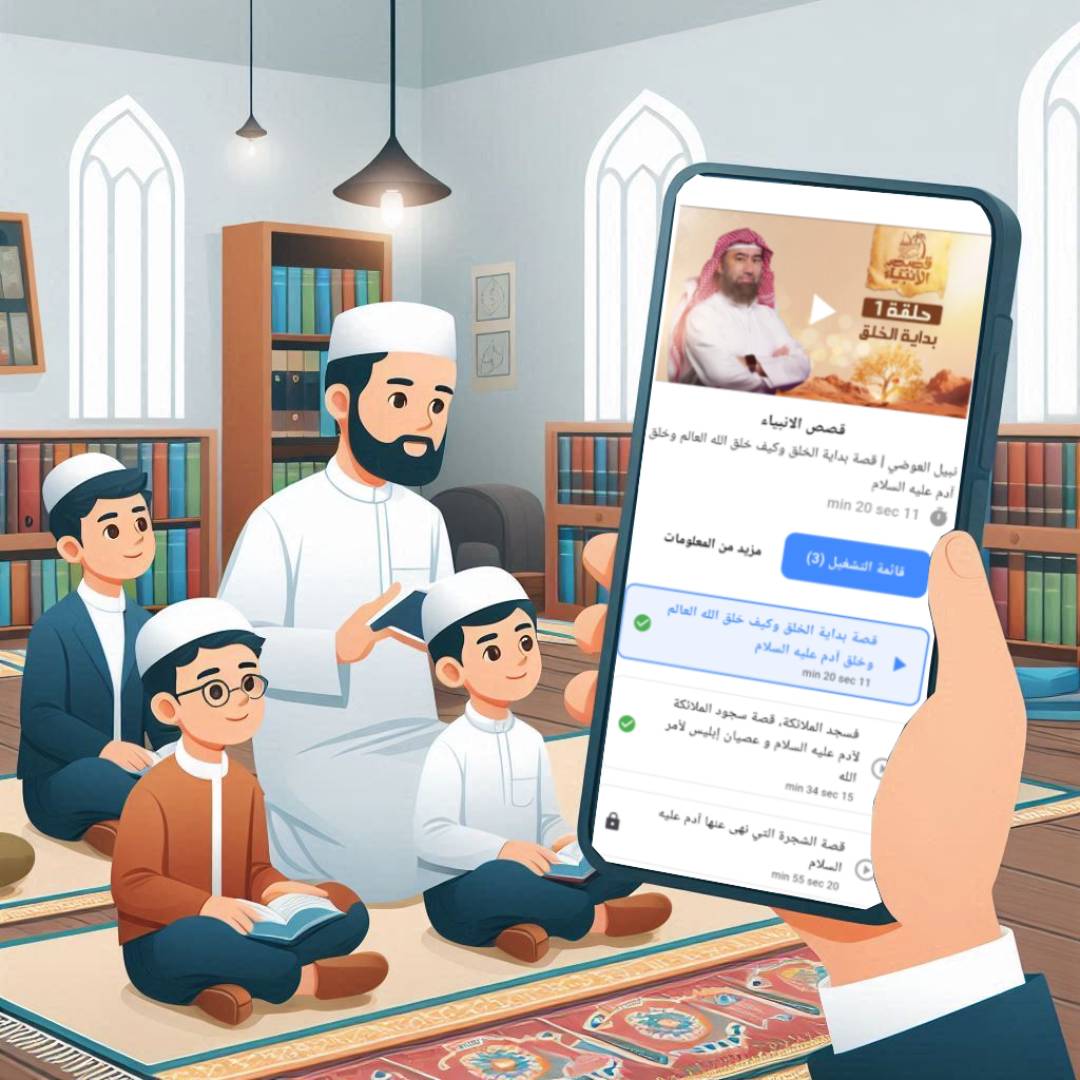 قصص
الانبياء
حلقة 1
بداية الخلق
قصص الانبياء
نبيل العوضي | قصة بداية الخلق وكيف خلق الله العالم وخلق
آدم عليه السلام
11 min 20 sec
قائمة التشغيل (3)
مزيد من المعلومات
قصة بداية الخلق وكيف خلق الله العالم
وخلق آدم عليه السلام
11 min 20 sec
فسجد الملائكة، قصة سجود الملائكة
لآدم عليه السلام و عصيان إبليس لأمر
الله
15 min 34 sec
قصة الشجرة التي نهى عنها آدم عليه
السلام
20 min 55 sec